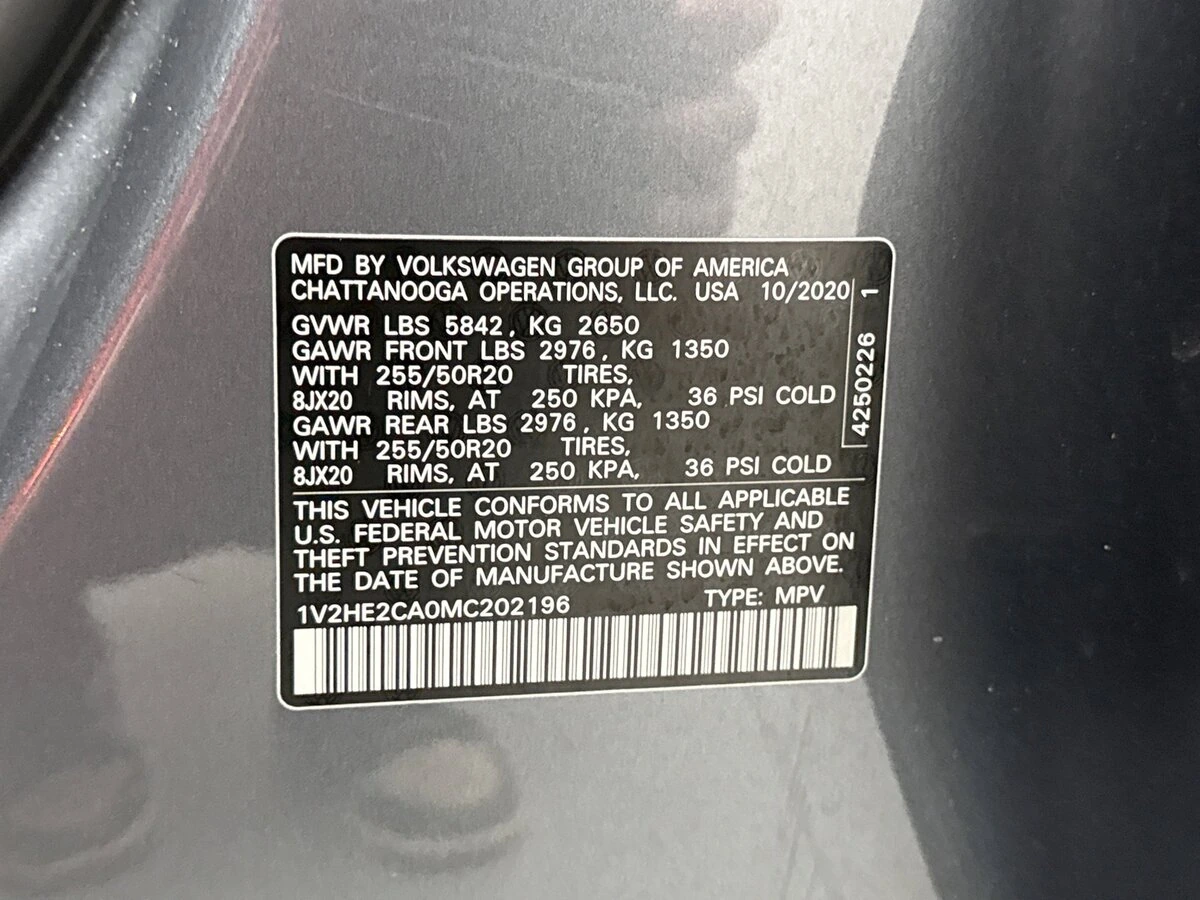 MFD BY VOLKSWAGEN GROUP OF AMERICA
CHATTANOOGA OPERATIONS, LLC. USA 10/2020
GVWR LBS 5842, KG 2650
GAWR FRONT LBS 2976, KG 1350
WITH 255/50R20 TIRES,
8JX20 RIMS, AT 250 KPA, 36 PSI COLD
GAWR REAR LBS 2976, KG 1350
WITH 255/50R20 TIRES,
8JX20 RIMS, AT 250 KPA, 36 PSI COLD
4250226 1
THIS VEHICLE CONFORMS TO ALL APPLICABLE
U.S. FEDERAL MOTOR VEHICLE SAFETY AND
THEFT PREVENTION STANDARDS IN EFFECT ON
THE DATE OF MANUFACTURE SHOWN ABOVE.
1V2HE2CA0MC202196 TYPE: MPV